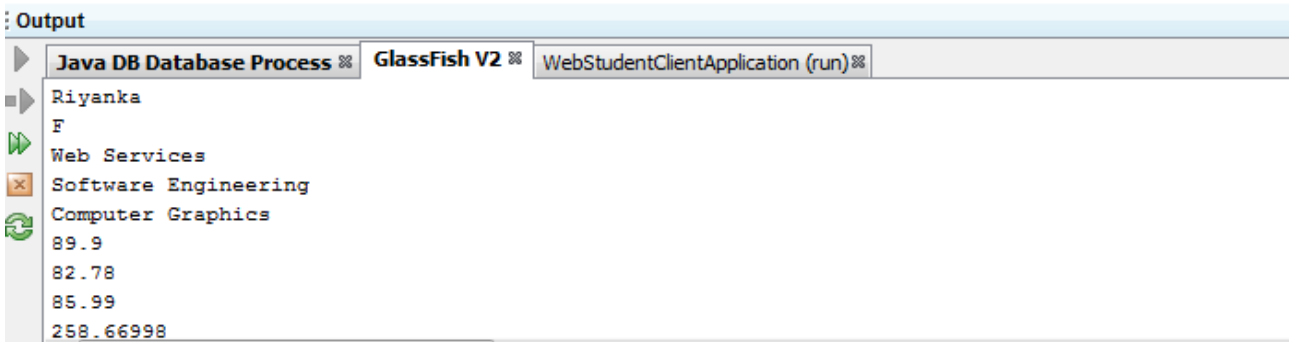 Output
Java DB Database Process GlassFish V2 WebStudentClientApplication (run)
Riyanka
F
Web Services
Software Engineering
Computer Graphics
89.9
82.78
85.99
258.66998